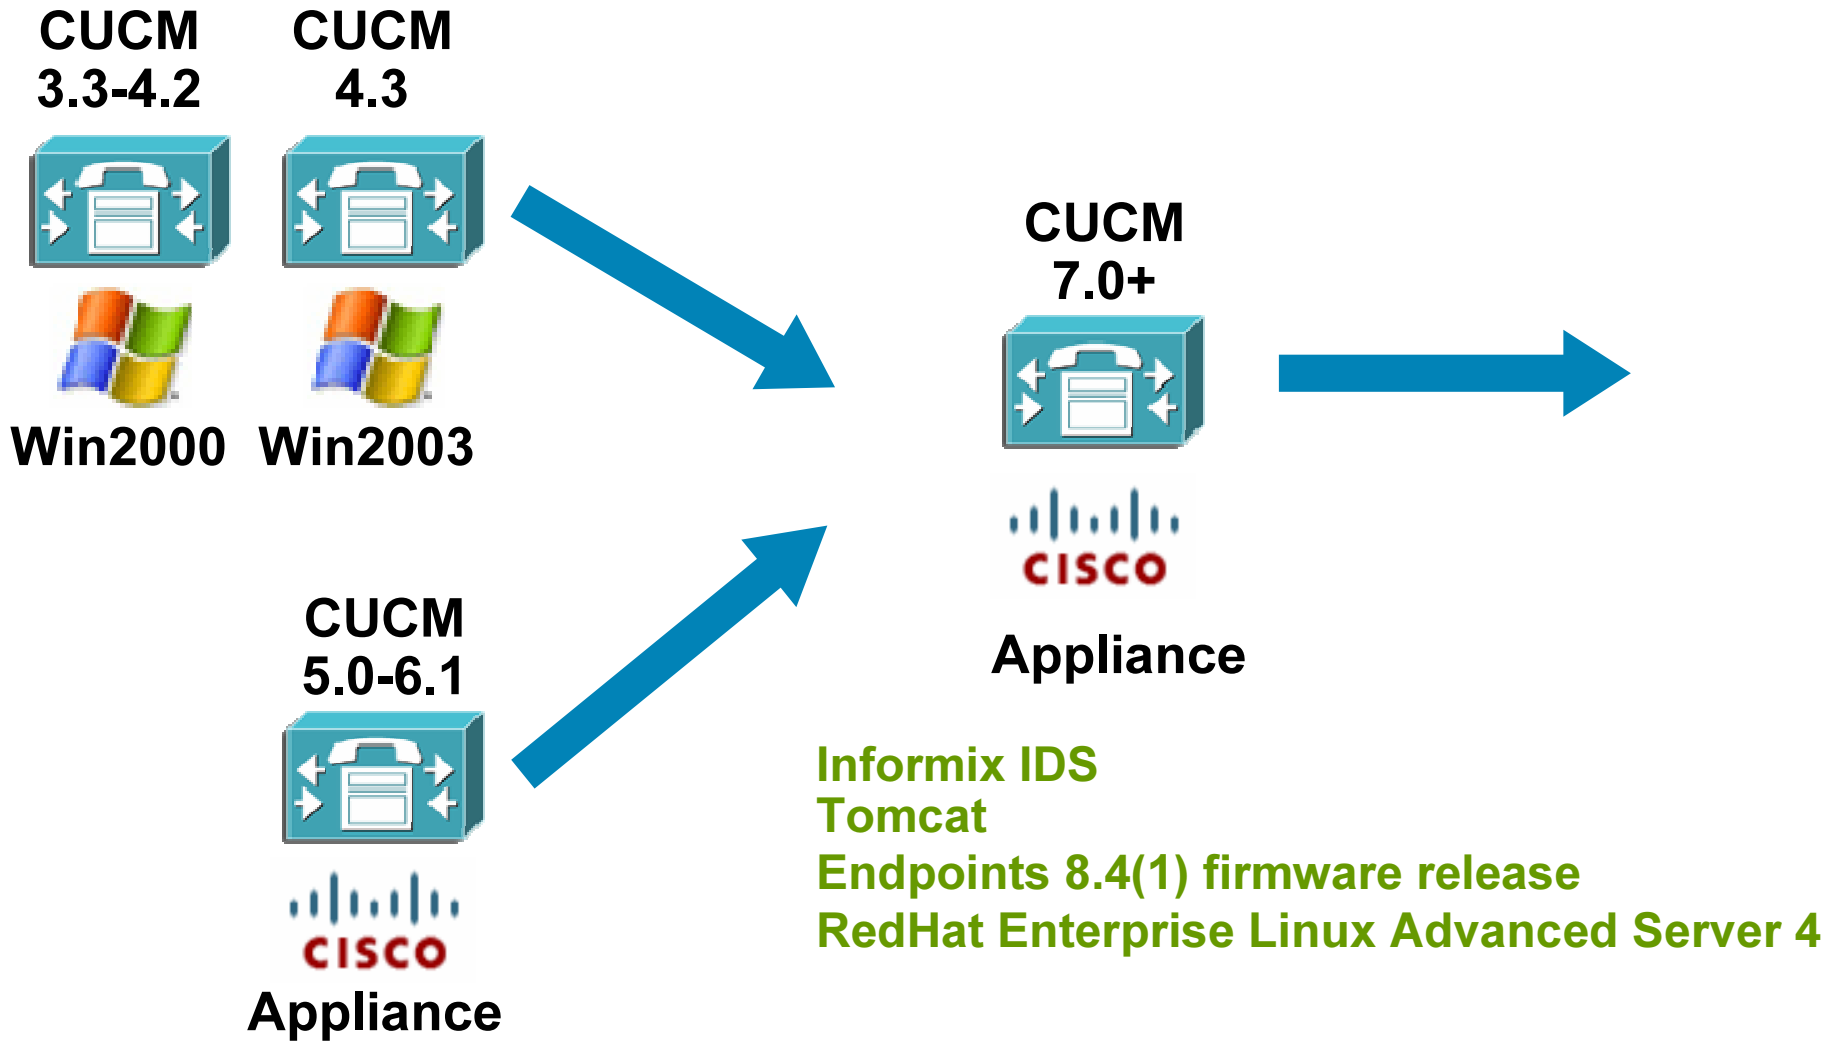 CUCM
3.3-4.2
CUCM
4.3
Win2000
Win2003
CUCM
7.0+
CISCO
Appliance
CUCM
5.0-6.1
CISCO
Appliance
Informix IDS
Tomcat
Endpoints 8.4(1) firmware release
RedHat Enterprise Linux Advanced Server 4